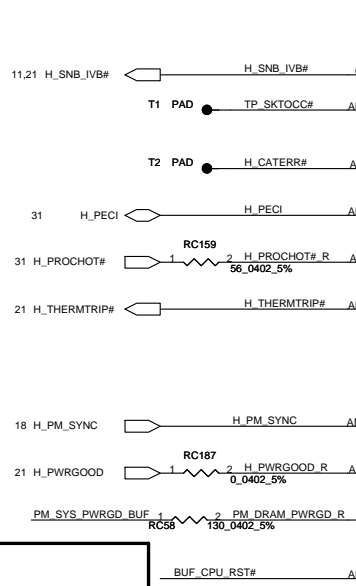 11,21 H_SNB_IVB# H_SNB_IVB#
T1 PAD TP_SKTOCC#
T2 PAD H_CATERR#
31 H_PECI H_PECI
RC159
31 H_PROCHOT# 1 2 H_PROCHOT#_R
56_0402_5%
21 H_THERMTRIP# H_THERMTRIP#
18 H_PM_SYNC H_PM_SYNC
RC187
21 H_PWRGOOD 1 2 H_PWRGOOD_R
0_0402_5%
PM_SYS_PWRGD_BUF 1 2 PM_DRAM_PWRGD_R
RC58 130_0402_5%
BUF_CPU_RST#